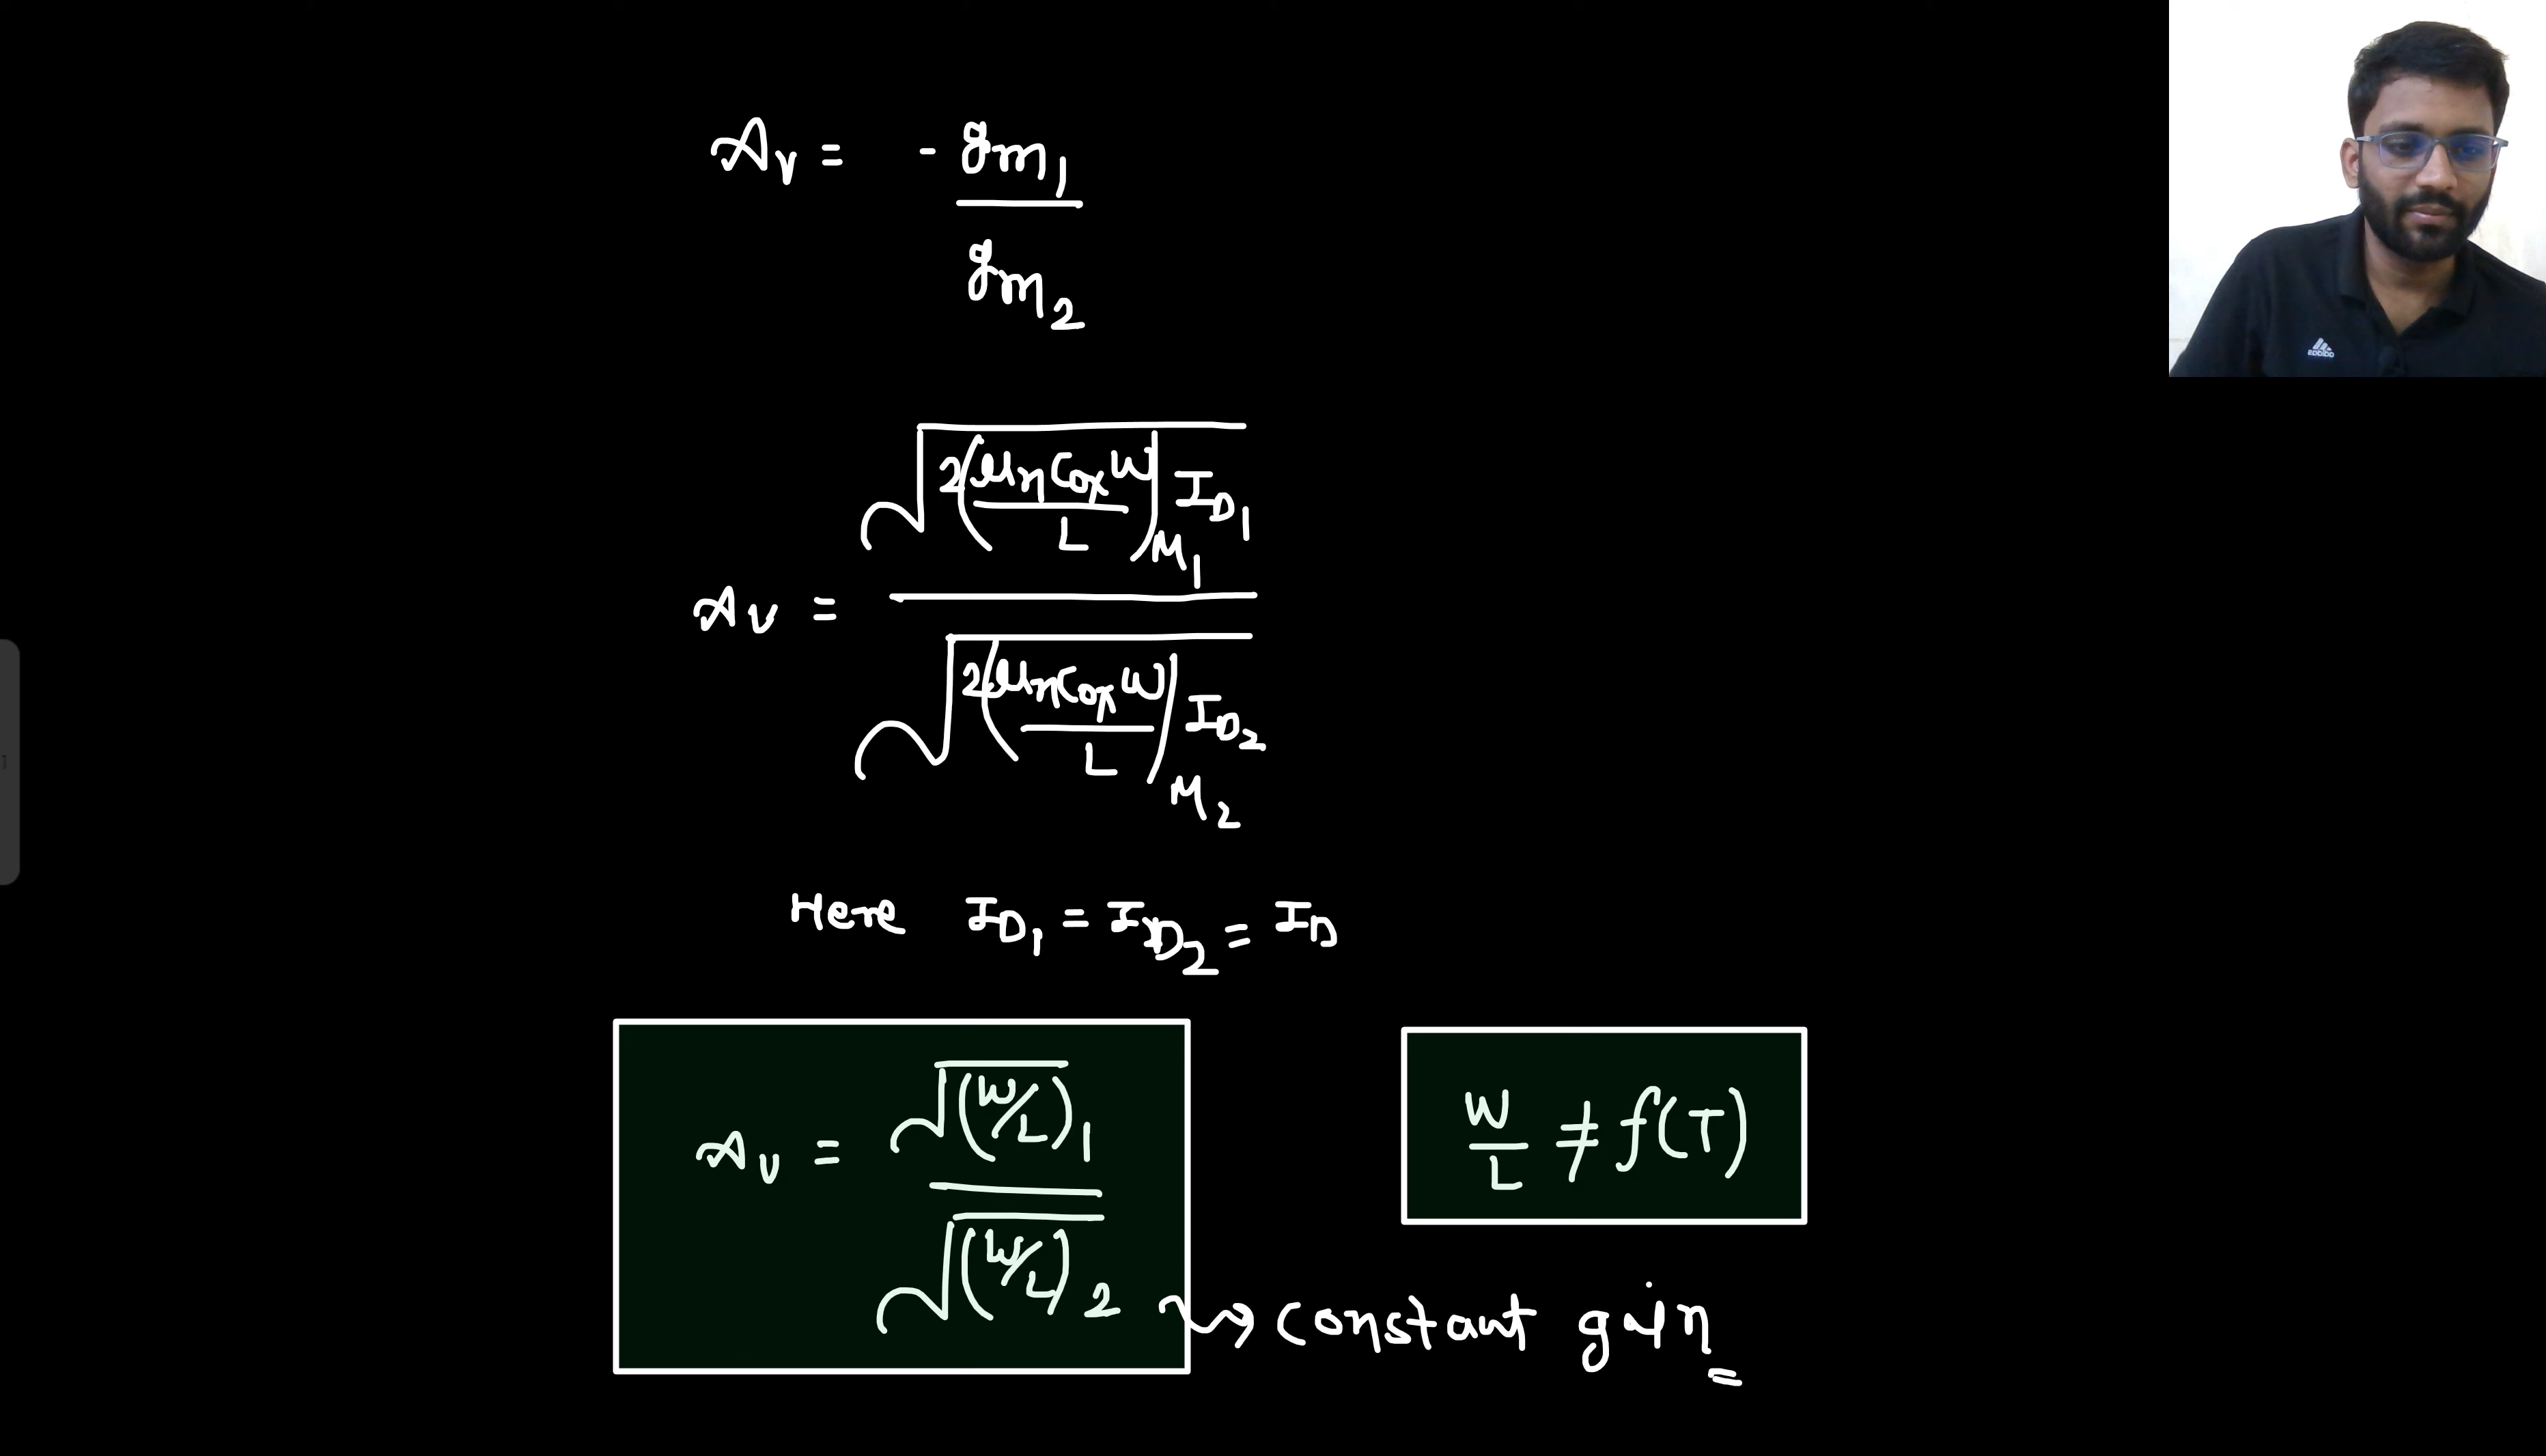 Av = - gm1 / gm2
Av = √(2(μnCoxW/L)|M1 ID1) / √(2(μnCoxW/L)|M2 ID2)
Here ID1 = ID2 = ID
Av = √(W/L)1 / √(W/L)2
W/L ≠ f(T)
→ constant gain
adidas